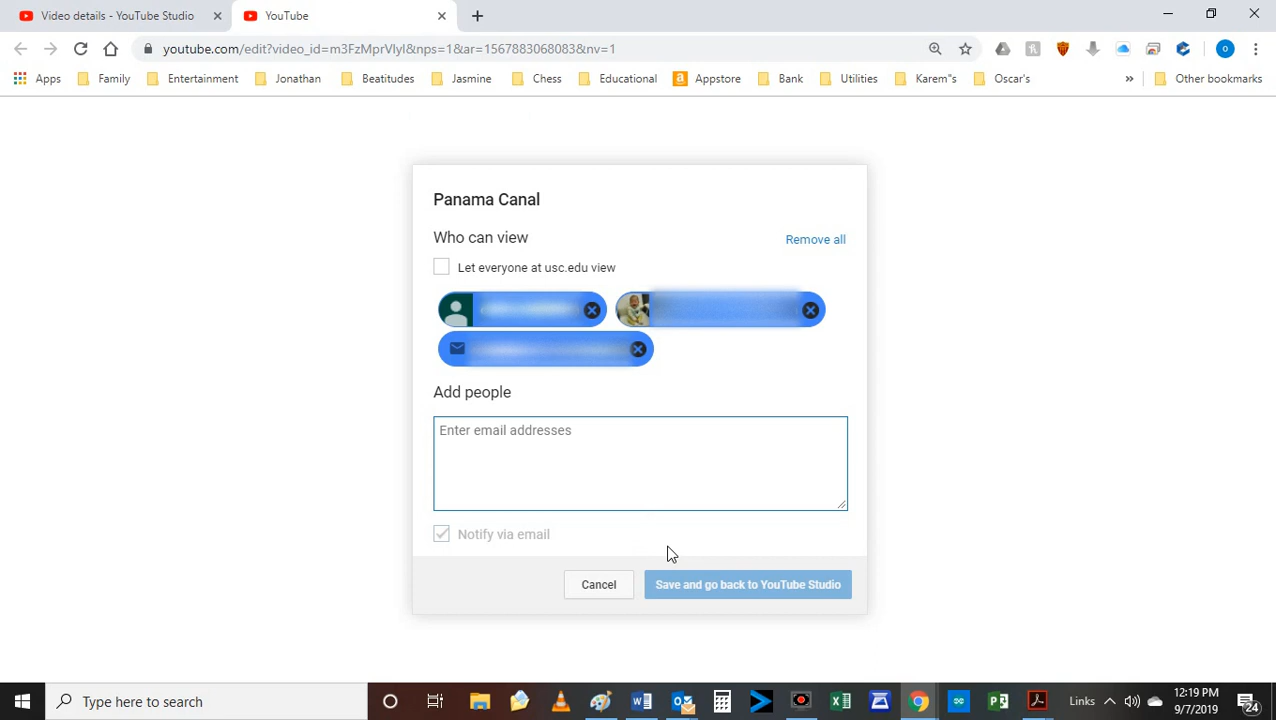 Video details - YouTube Studio
YouTube
youtube.com/edit?video_id=m3FzMprVIyI&nps=1&ar=1567883068083&nv=1
o
Apps Family Entertainment Jonathan Beatitudes Jasmine Chess Educational a Appstore Bank Utilities Karem"s Oscar's » Other bookmarks
Panama Canal
Who can view
Remove all
Let everyone at usc.edu view
Add people
Enter email addresses
Notify via email
Cancel
Save and go back to YouTube Studio
Type here to search
Links
12:19 PM
9/7/2019
24